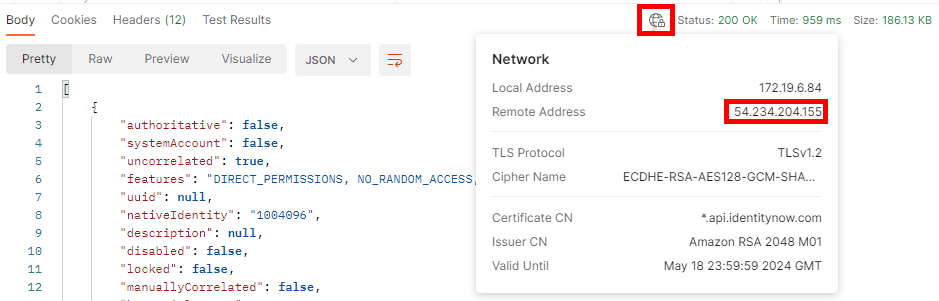 Body Cookies Headers (12) Test Results Status: 200 OK Time: 959 ms Size: 186.13 KB
Pretty Raw Preview Visualize JSON
Network
Local Address 172.19.6.84
Remote Address 54.234.204.155
TLS Protocol TLSv1.2
Cipher Name ECDHE-RSA-AES128-GCM-SHA...
Certificate CN *.api.identitynow.com
Issuer CN Amazon RSA 2048 M01
Valid Until May 18 23:59:59 2024 GMT
1 [
2 {
3 "authoritative": false,
4 "systemAccount": false,
5 "uncorrelated": true,
6 "features": "DIRECT_PERMISSIONS, NO_RANDOM_ACCESS,
7 "uuid": null,
8 "nativeIdentity": "1004096",
9 "description": null,
10 "disabled": false,
11 "locked": false,
12 "manuallyCorrelated": false,